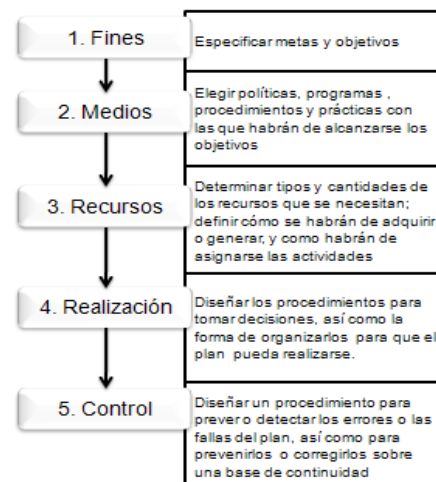 1. Fines
Especificar metas y objetivos
2. Medios
Elegir políticas, programas ,
procedimientos y prácticas con
las que habrán de alcanzarse los
objetivos
3. Recursos
Determinar tipos y cantidades de
los recursos que se necesitan;
definir cómo se habrán de adquirir
o generar, y como habrán de
asignarse las actividades
4. Realización
Diseñar los procedimientos para
tomar decisiones, así como la
forma de organizarlos para que el
plan pueda realizarse.
5. Control
Diseñar un procedimiento para
prever o detectar los errores o las
fallas del plan, así como para
prevenirlos o corregirlos sobre
una base de continuidad